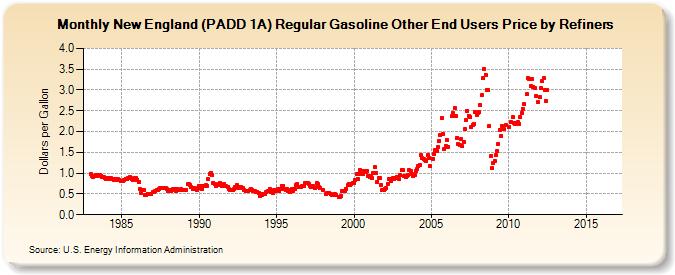 Monthly New England (PADD 1A) Regular Gasoline Other End Users Price by Refiners
Dollars per Gallon
4.0
3.5
3.0
2.5
2.0
1.5
1.0
0.5
0.0
1985 1990 1995 2000 2005 2010 2015
Source: U.S. Energy Information Administration